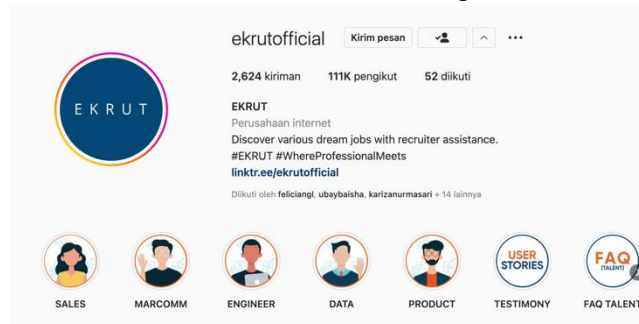 ekrutofficial Kirim pesan
2,624 kiriman 111K pengikut 52 diikuti
EKRUT
EKRUT
Perusahaan internet
Discover various dream jobs with recruiter assistance.
#EKRUT #WhereProfessionalMeets
linktr.ee/ekrutofficial
Diikuti oleh feliciangl, ubaybaisha, karizanurmasari + 14 lainnya
USER
STORIES
FAQ
(TALENT)
SALES MARCOMM ENGINEER DATA PRODUCT TESTIMONY FAQ TALENT